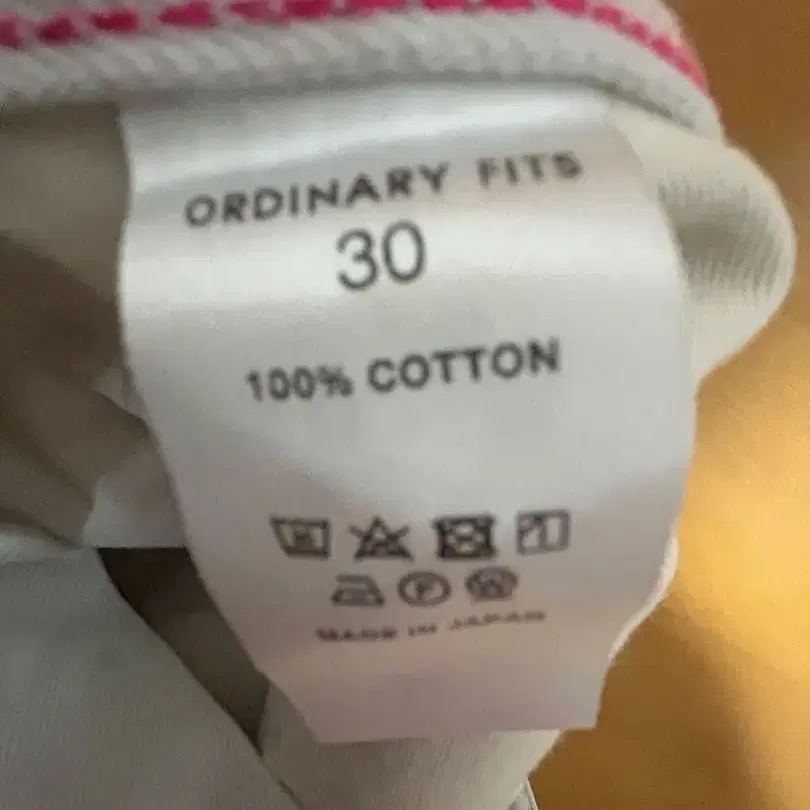 ORDINARY FITS
30
100% COTTON
MADE IN JAPAN